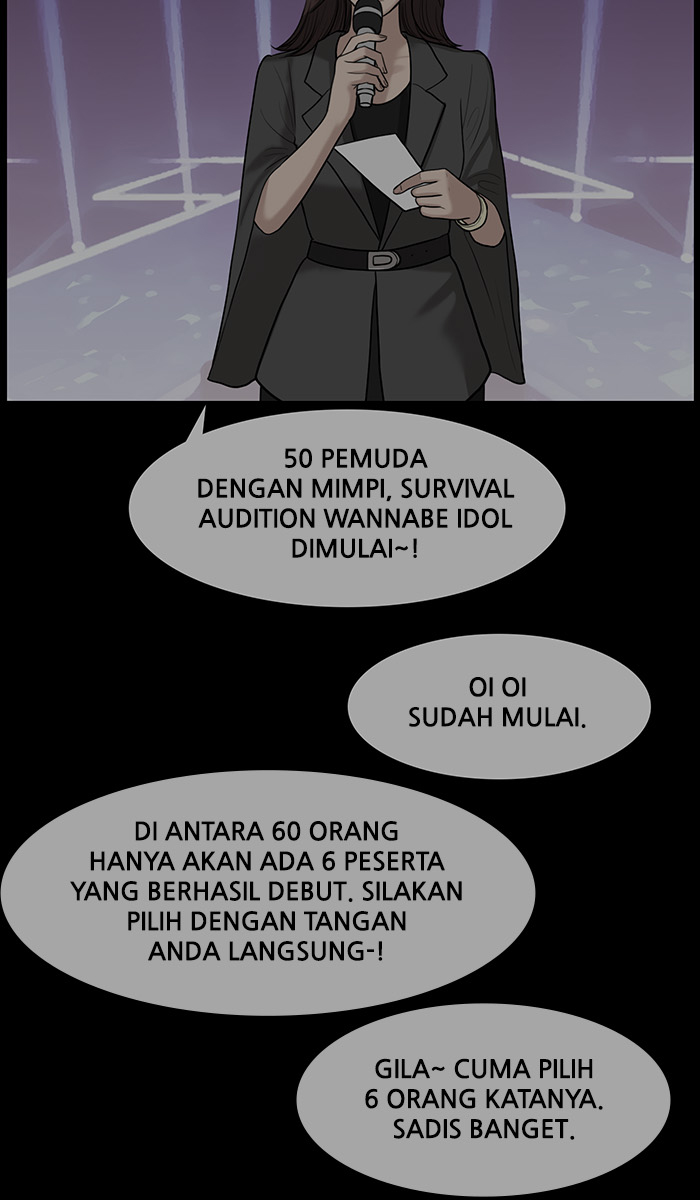 50 PEMUDA
DENGAN MIMPI, SURVIVAL
AUDITION WANNABE IDOL
DIMULAI~!
OI OI
SUDAH MULAI.
DI ANTARA 60 ORANG
HANYA AKAN ADA 6 PESERTA
YANG BERHASIL DEBUT. SILAKAN
PILIH DENGAN TANGAN
ANDA LANGSUNG-!
GILA~ CUMA PILIH
6 ORANG KATANYA.
SADIS BANGET.